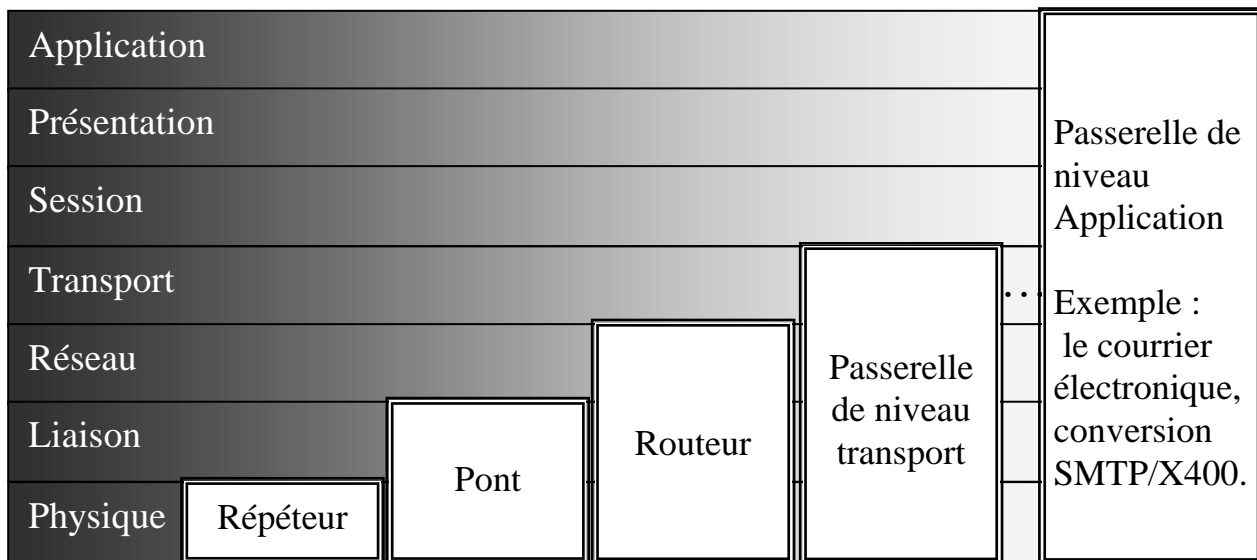 Application
Présentation
Session
Transport
Réseau
Liaison
Physique
Répéteur
Pont
Routeur
Passerelle
de niveau
transport
...
Passerelle de
niveau
Application
Exemple :
le courrier
électronique,
conversion
SMTP/X400.